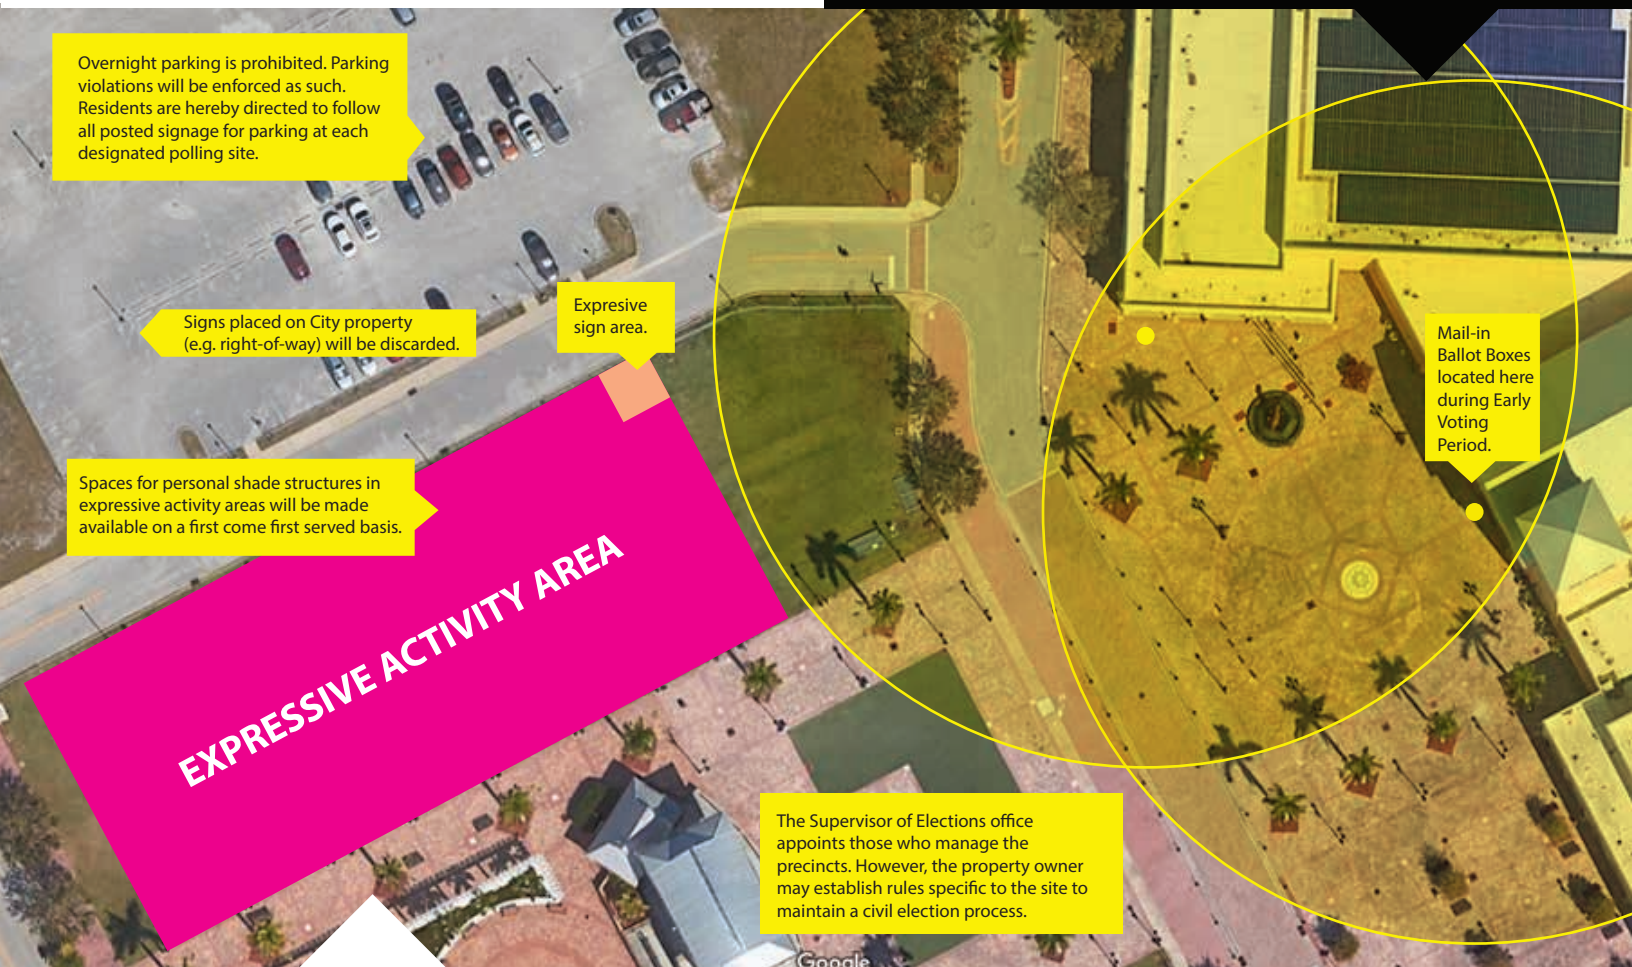 Overnight parking is prohibited. Parking
violations will be enforced as such.
Residents are hereby directed to follow
all posted signage for parking at each
designated polling site.
Signs placed on City property
(e.g. right-of-way) will be discarded.
Expresive
sign area.
Mail-in
Ballot Boxes
located here
during Early
Voting
Period.
Spaces for personal shade structures in
expressive activity areas will be made
available on a first come first served basis.
EXPRESSIVE ACTIVITY AREA
The Supervisor of Elections office
appoints those who manage the
precincts. However, the property owner
may establish rules specific to the site to
maintain a civil election process.
Google